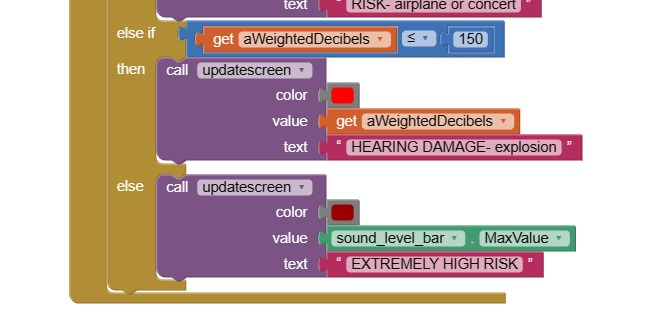 text " RISK- airplane or concert "
else if get aWeightedDecibels ≤ 150
then call updatescreen
color
value get aWeightedDecibels
text " HEARING DAMAGE- explosion "
else call updatescreen
color
value sound_level_bar . MaxValue
text " EXTREMELY HIGH RISK "